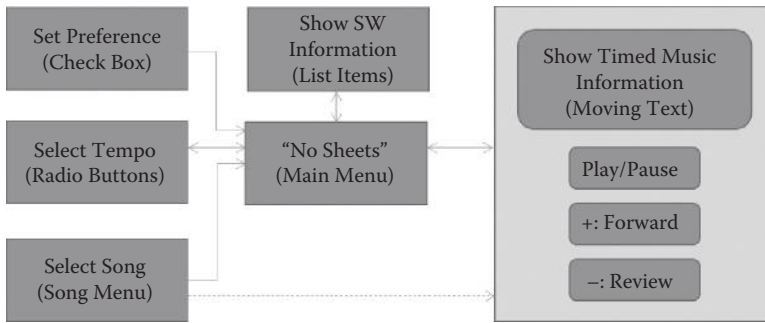 Set Preference
(Check Box)
Show SW
Information
(List Items)
Show Timed Music
Information
(Moving Text)
Select Tempo
(Radio Buttons)
“No Sheets”
(Main Menu)
Play/Pause
+: Forward
Select Song
(Song Menu)
–: Review